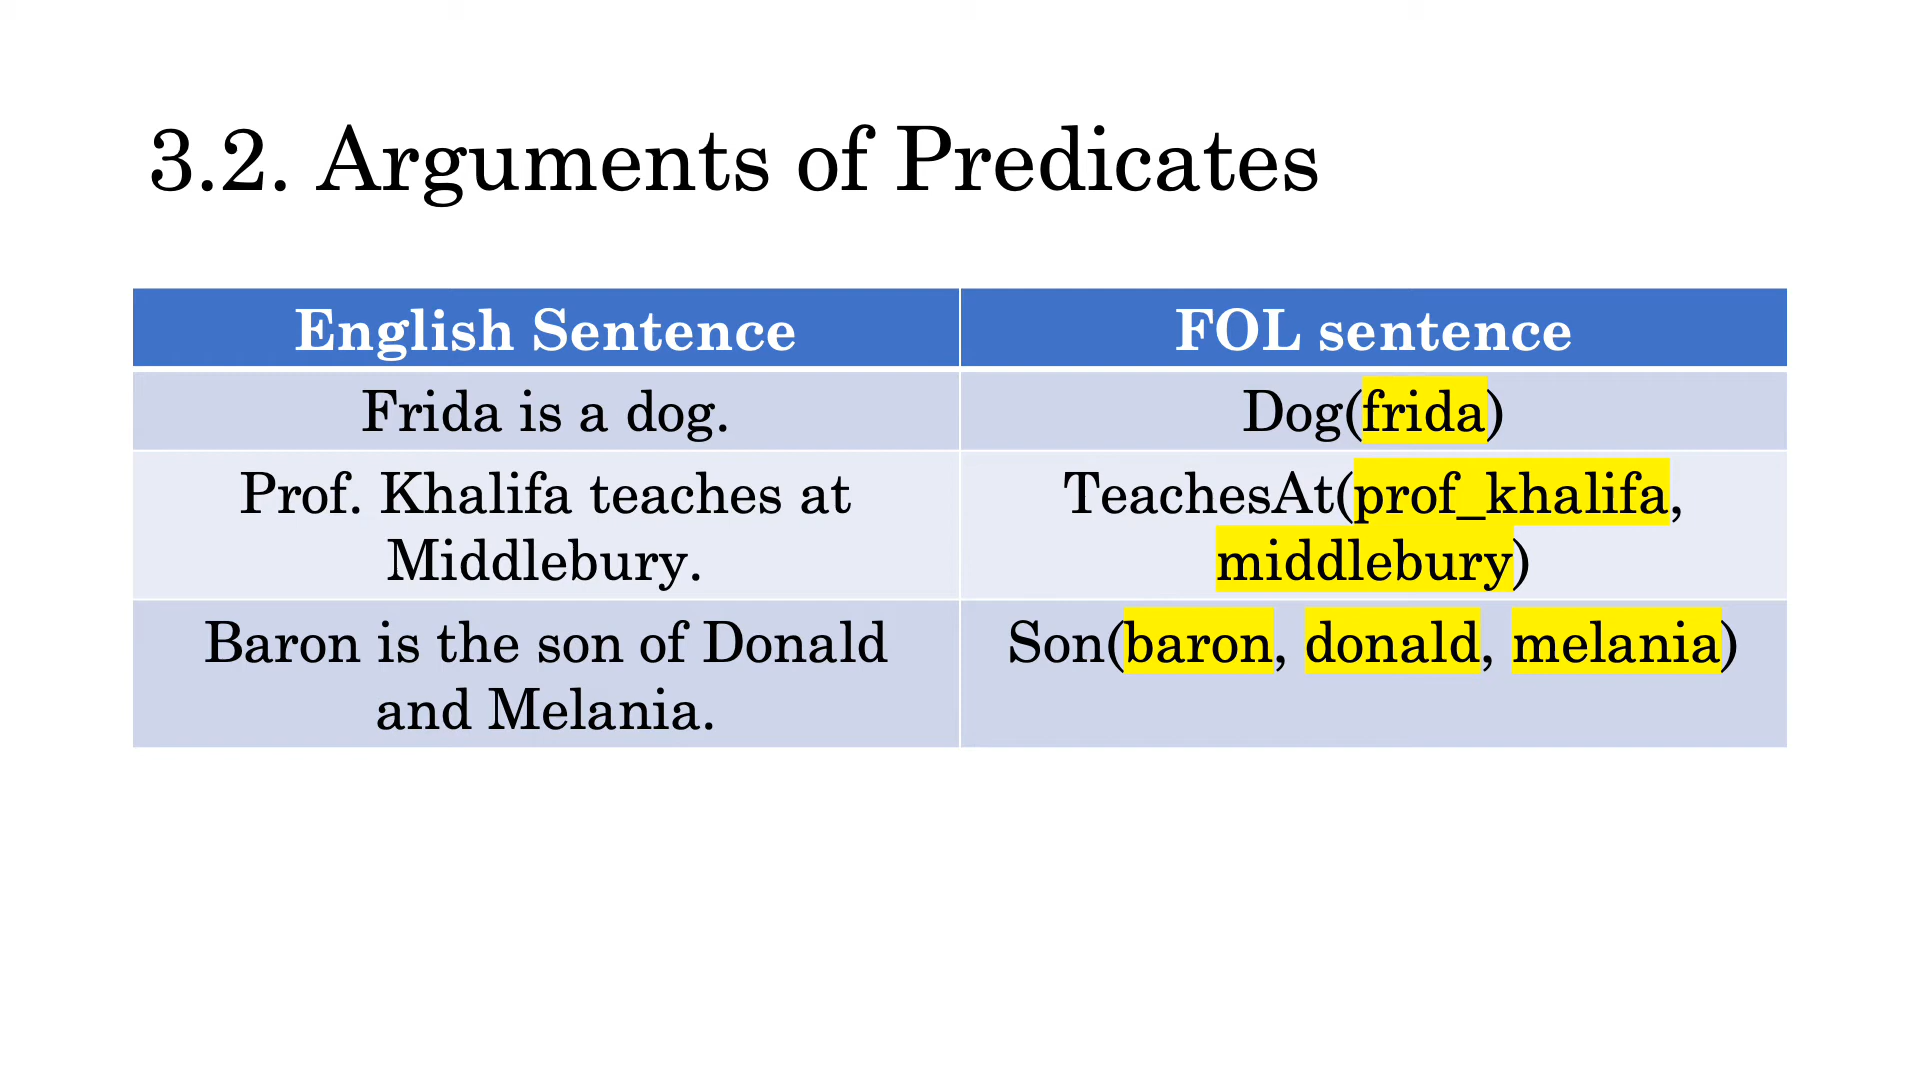 3.2. Arguments of Predicates
English Sentence
FOL sentence
Frida is a dog.
Dog(frida)
Prof. Khalifa teaches at
Middlebury.
TeachesAt(prof_khalifa,
middlebury)
Baron is the son of Donald
and Melania.
Son(baron, donald, melania)